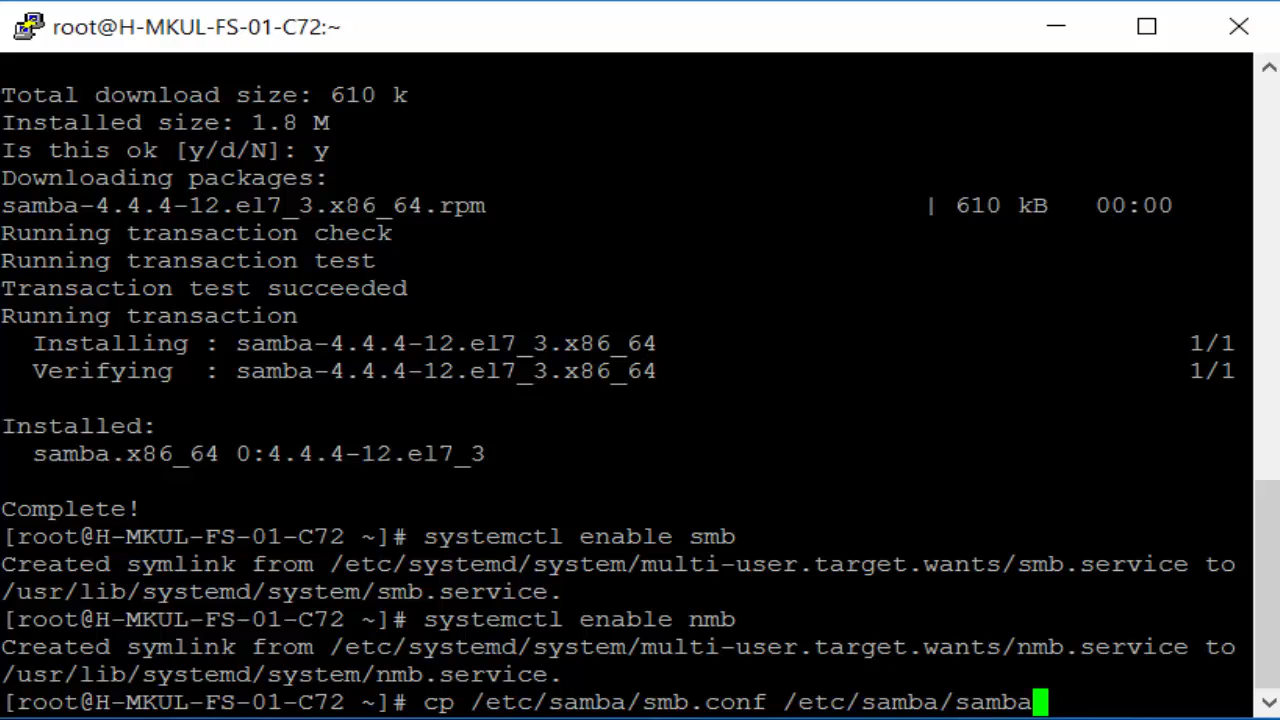 root@H-MKUL-FS-01-C72:~
Total download size: 610 k
Installed size: 1.8 M
Is this ok [y/d/N]: y
Downloading packages:
samba-4.4.4-12.el7_3.x86_64.rpm | 610 kB 00:00
Running transaction check
Running transaction test
Transaction test succeeded
Running transaction
Installing : samba-4.4.4-12.el7_3.x86_64 1/1
Verifying : samba-4.4.4-12.el7_3.x86_64 1/1
Installed:
samba.x86_64 0:4.4.4-12.el7_3
Complete!
[root@H-MKUL-FS-01-C72 ~]# systemctl enable smb
Created symlink from /etc/systemd/system/multi-user.target.wants/smb.service to
/usr/lib/systemd/system/smb.service.
[root@H-MKUL-FS-01-C72 ~]# systemctl enable nmb
Created symlink from /etc/systemd/system/multi-user.target.wants/nmb.service to
/usr/lib/systemd/system/nmb.service.
[root@H-MKUL-FS-01-C72 ~]# cp /etc/samba/smb.conf /etc/samba/samba